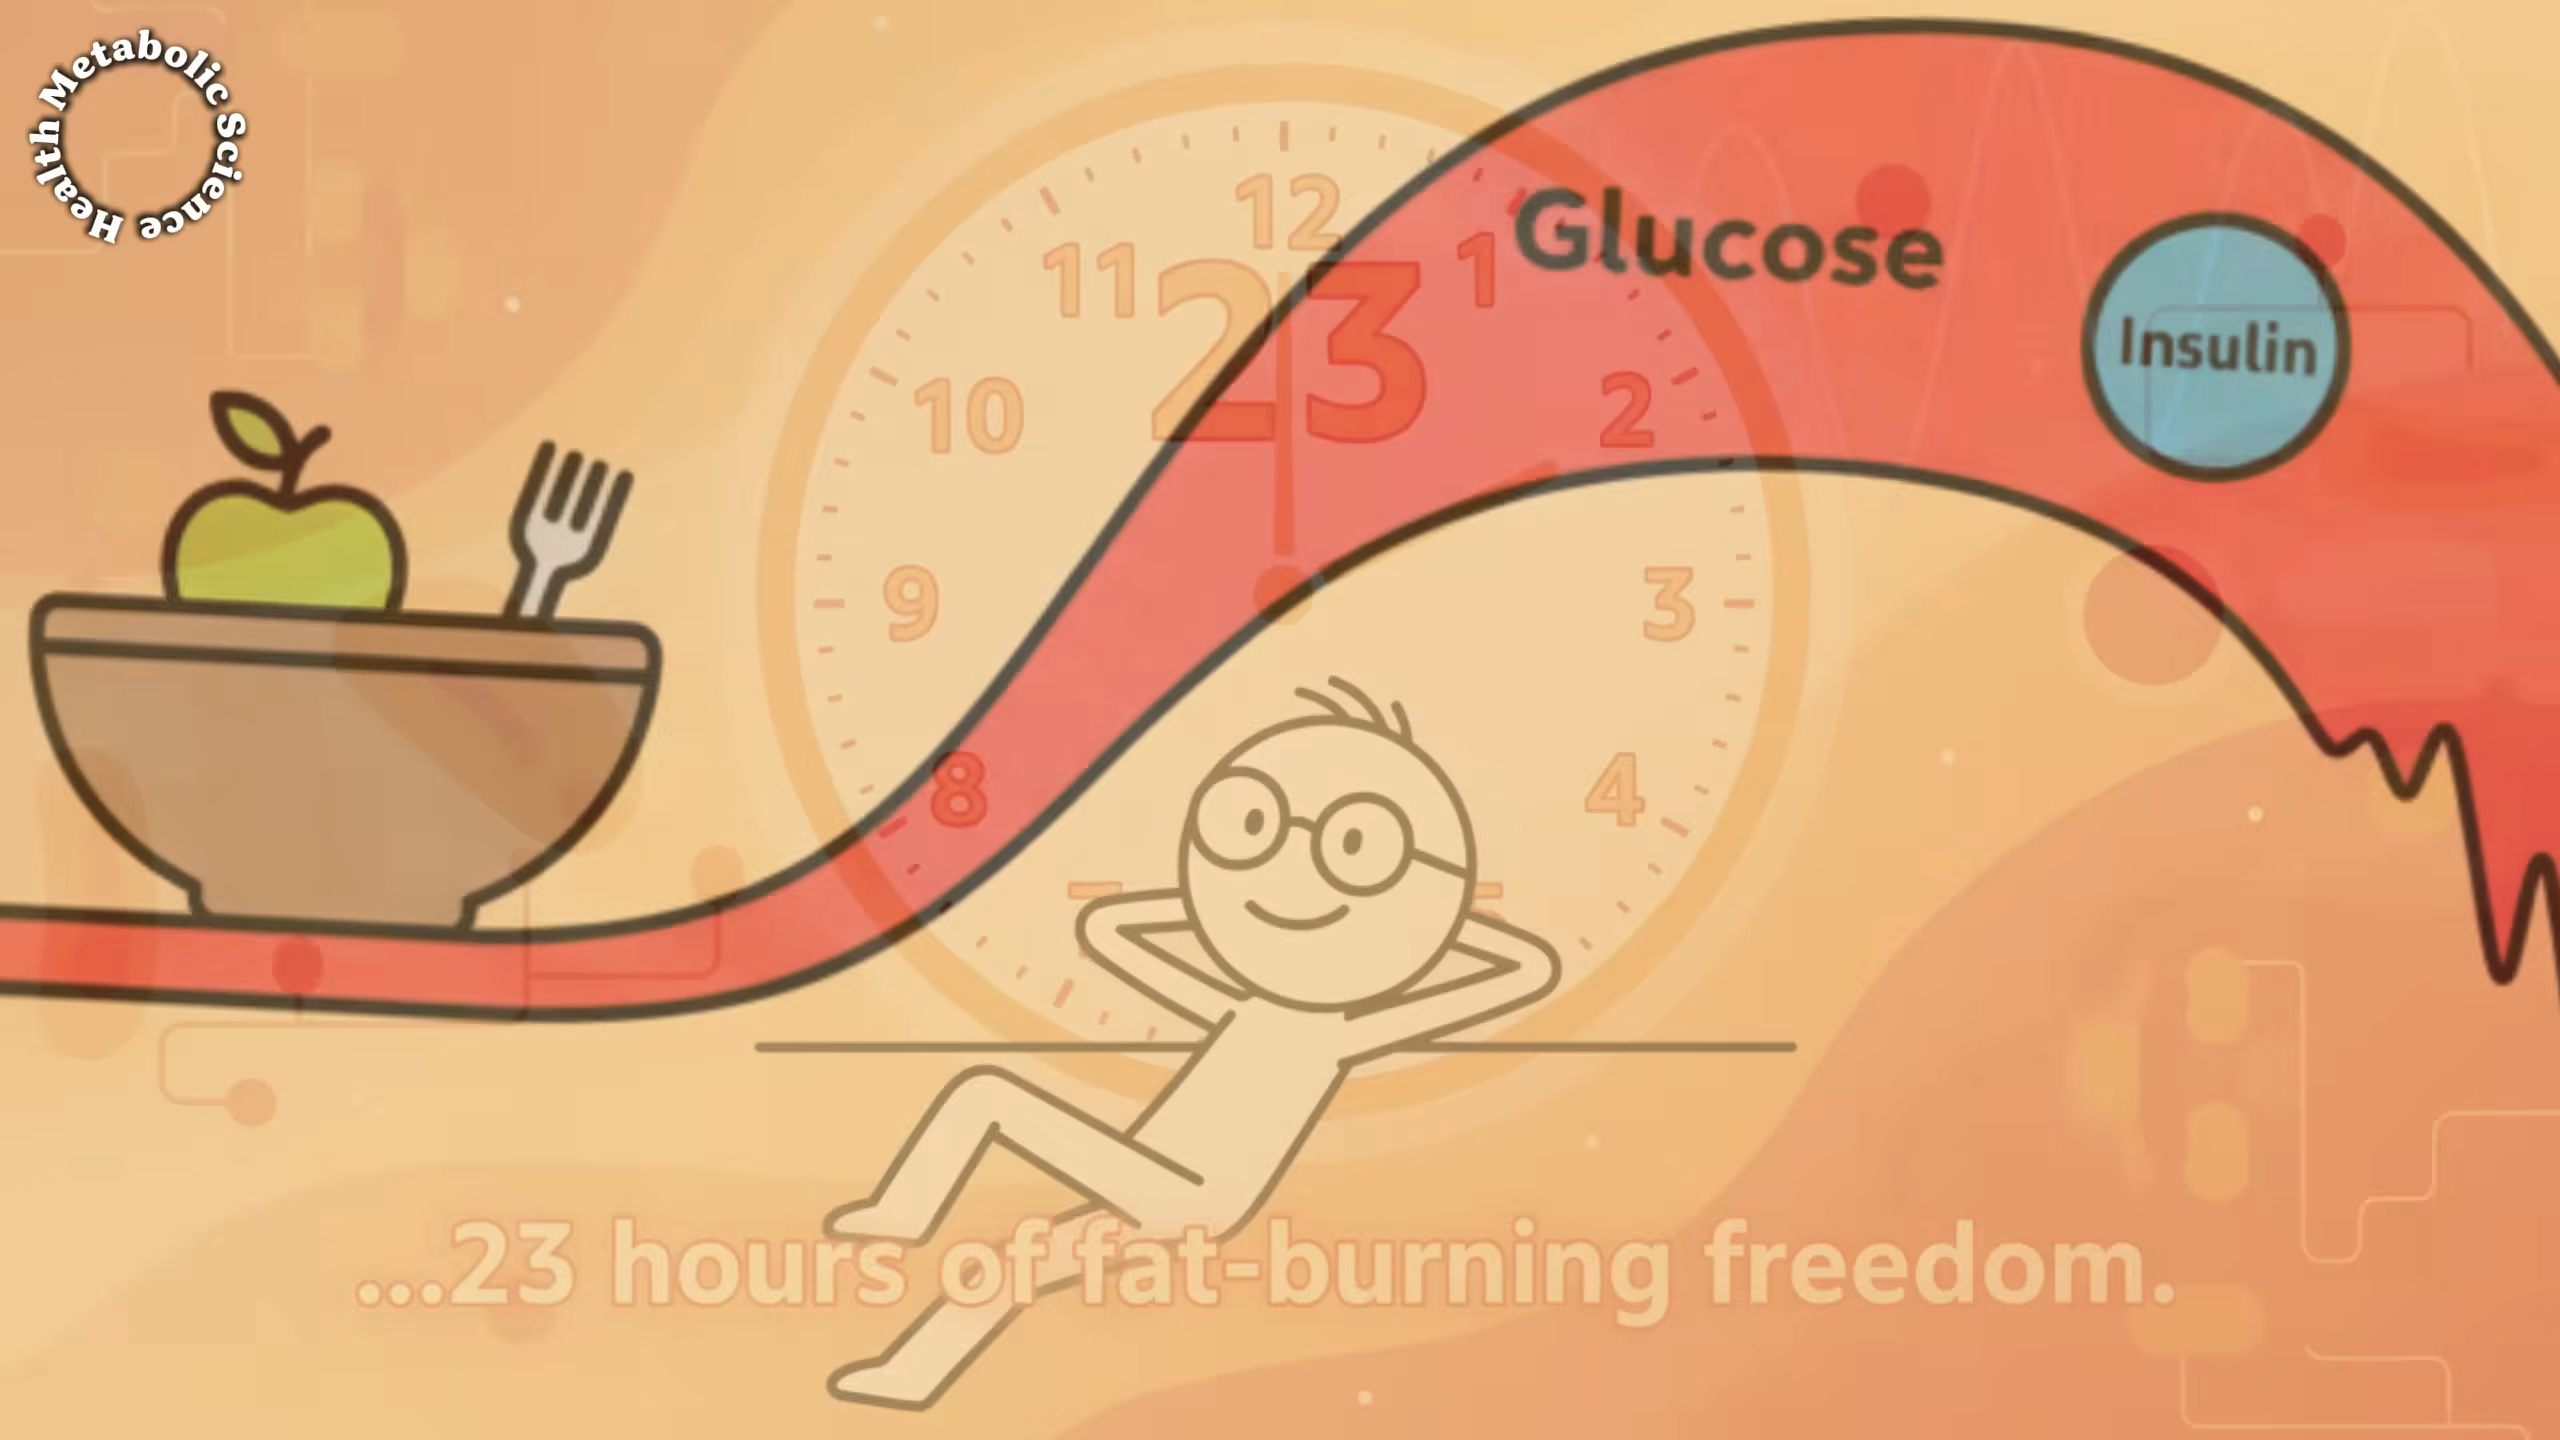 Metabolic Science Health
12
11
1
23
Glucose
Insulin
10
2
9
3
8
4
...23 hours of fat-burning freedom.